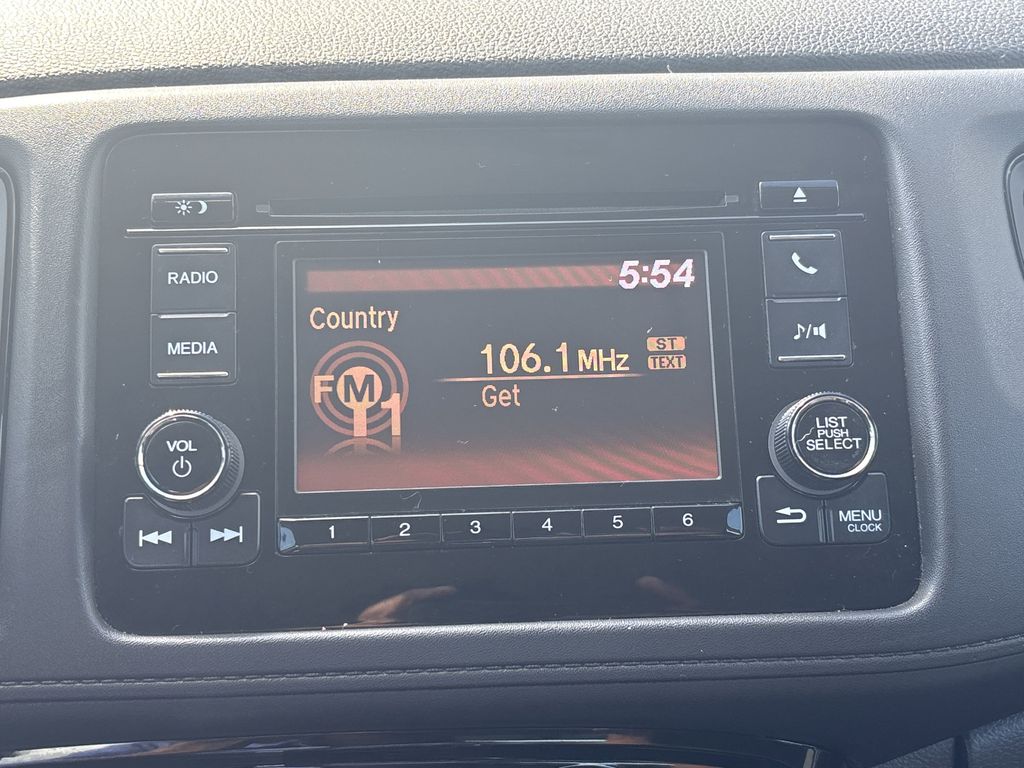 5:54
RADIO
Country
MEDIA
106.1 MHz
ST
TEXT
FM
1
Get
VOL
LIST
PUSH
SELECT
1 2 3 4 5 6
MENU
CLOCK